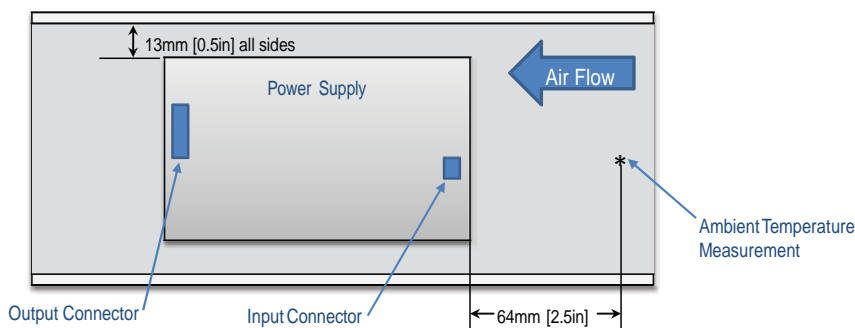 13mm [0.5in] all sides
Power Supply
Air Flow
*
Ambient Temperature
Measurement
Output Connector
Input Connector
64mm [2.5in]